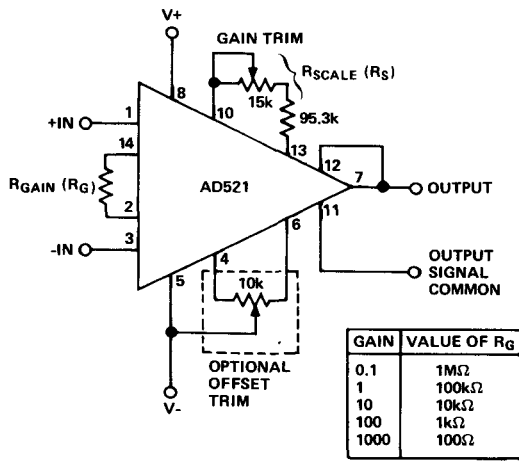 V+
GAIN TRIM
RSCALE (RS)
8
10
15k
95.3k
+IN
1
14
13
12
RGAIN (RG)
AD521
7
OUTPUT
2
11
6
-IN
3
4
OUTPUT
SIGNAL
COMMON
5
10k
OPTIONAL
OFFSET
TRIM
V-
GAIN VALUE OF RG
0.1 1MΩ
1 100kΩ
10 10kΩ
100 1kΩ
1000 100Ω